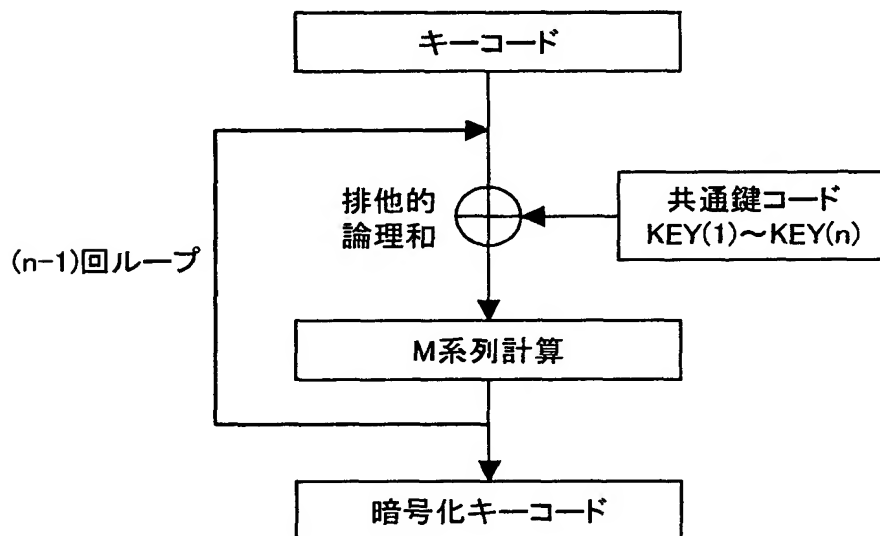 キーコード
排他的
論理和
共通鍵コード
KEY(1)～KEY(n)
(n-1)回ループ
M系列計算
暗号化キーコード